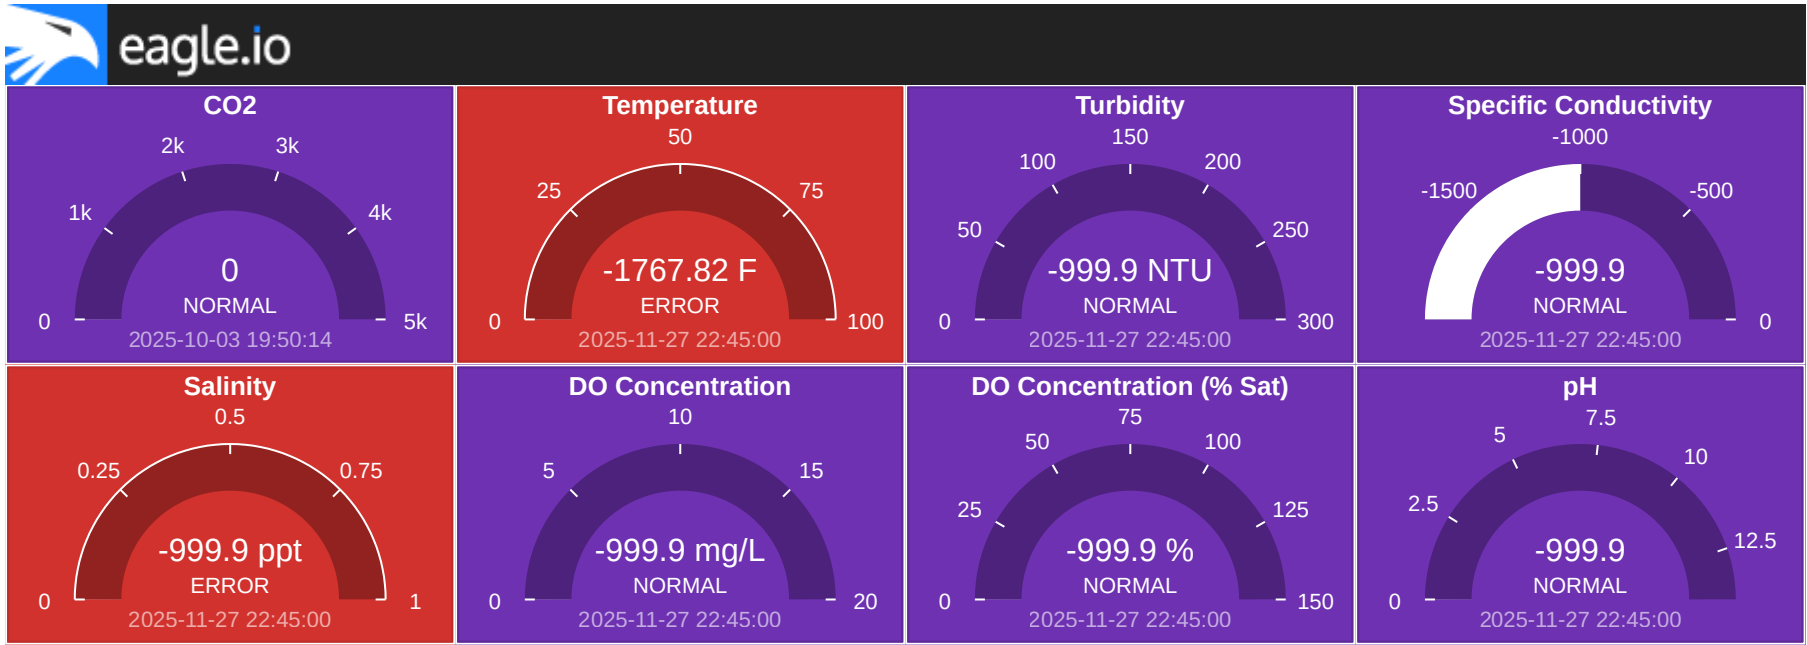 eagle.io
CO2
0
1k
2k
3k
4k
5k
0
NORMAL
2025-10-03 19:50:14
Temperature
0
25
50
75
100
-1767.82 F
ERROR
2025-11-27 22:45:00
Turbidity
0
50
100
150
200
250
300
-999.9 NTU
NORMAL
2025-11-27 22:45:00
Specific Conductivity
-1500
-1000
-500
0
-999.9
NORMAL
2025-11-27 22:45:00
Salinity
0
0.25
0.5
0.75
1
-999.9 ppt
ERROR
2025-11-27 22:45:00
DO Concentration
0
5
10
15
20
-999.9 mg/L
NORMAL
2025-11-27 22:45:00
DO Concentration (% Sat)
0
25
50
75
100
125
150
-999.9 %
NORMAL
2025-11-27 22:45:00
pH
0
2.5
5
7.5
10
12.5
-999.9
NORMAL
2025-11-27 22:45:00